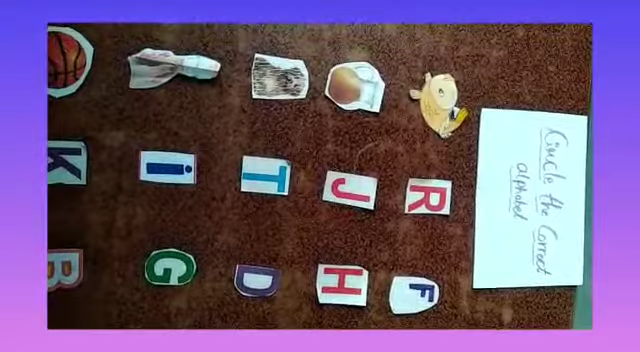 Circle the Correct
alphabet
R F
J H
T D
i G
K B